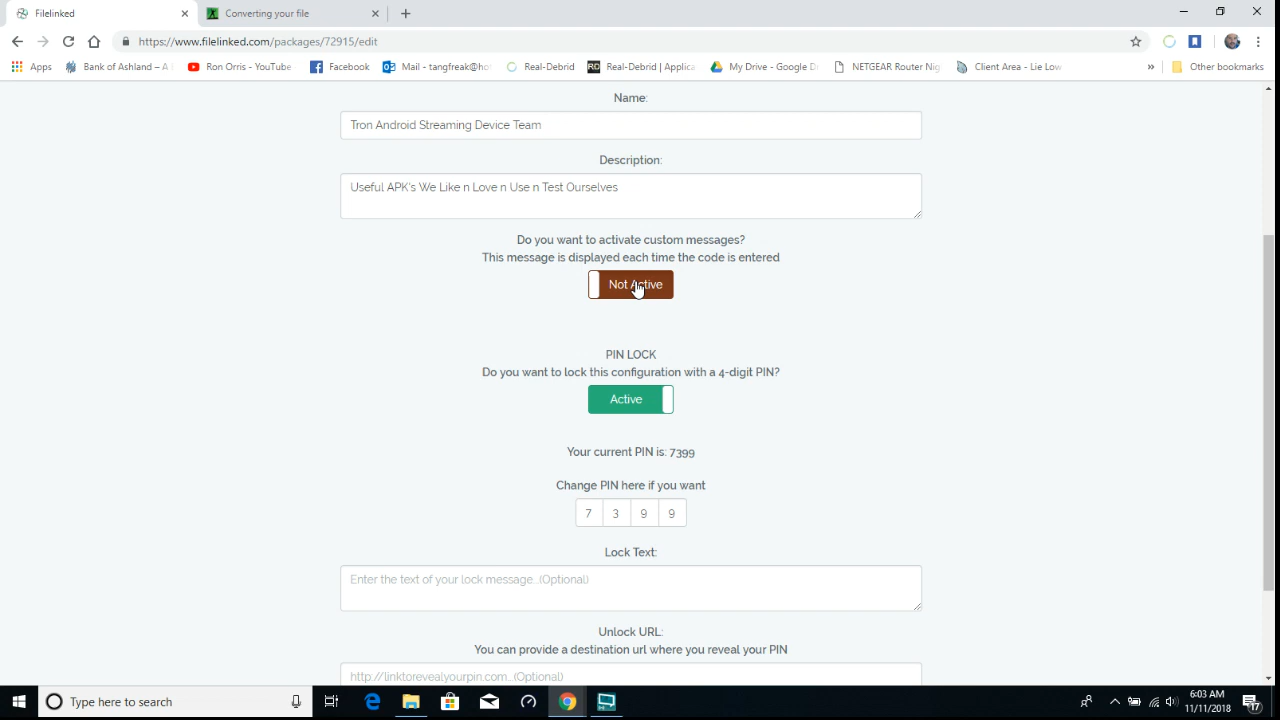 Filelinked
Converting your file
https://www.filelinked.com/packages/72915/edit
Apps
Bank of Ashland – A
Ron Orris - YouTube
Facebook
Mail - tangfreak@ho
Real-Debrid
Real-Debrid | Applica
My Drive - Google D
NETGEAR Router Nig
Client Area - Lie Low
»
Other bookmarks
Name:
Tron Android Streaming Device Team
Description:
Useful APK's We Like n Love n Use n Test Ourselves
Do you want to activate custom messages?
This message is displayed each time the code is entered
Not Active
PIN LOCK
Do you want to lock this configuration with a 4-digit PIN?
Active
Your current PIN is: 7399
Change PIN here if you want
7 3 9 9
Lock Text:
Enter the text of your lock message...(Optional)
Unlock URL:
You can provide a destination url where you reveal your PIN
http://linktorevealyourpin.com...(Optional)
Type here to search
6:03 AM
11/11/2018
17